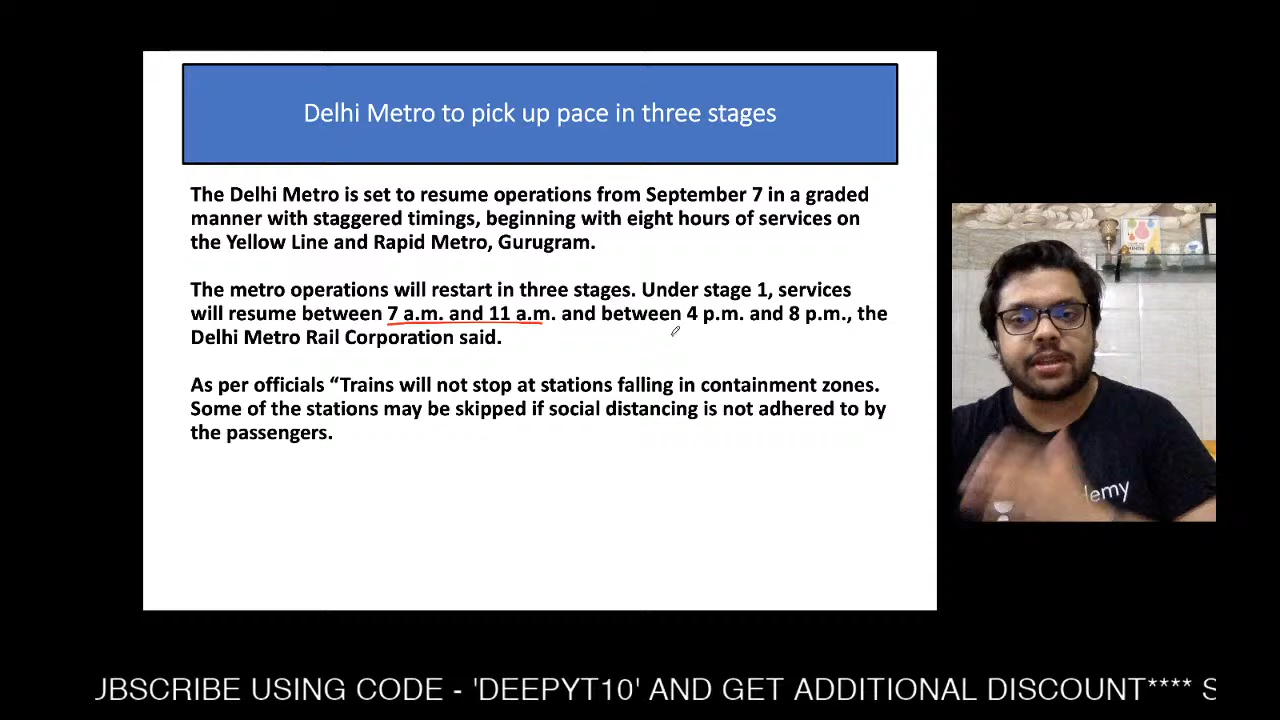 Delhi Metro to pick up pace in three stages
The Delhi Metro is set to resume operations from September 7 in a graded
manner with staggered timings, beginning with eight hours of services on
the Yellow Line and Rapid Metro, Gurugram.
The metro operations will restart in three stages. Under stage 1, services
will resume between 7 a.m. and 11 a.m. and between 4 p.m. and 8 p.m., the
Delhi Metro Rail Corporation said.
As per officials “Trains will not stop at stations falling in containment zones.
Some of the stations may be skipped if social distancing is not adhered to by
the passengers.
demy
UBSCRIBE USING CODE - 'DEEPYT10' AND GET ADDITIONAL DISCOUNT**** S